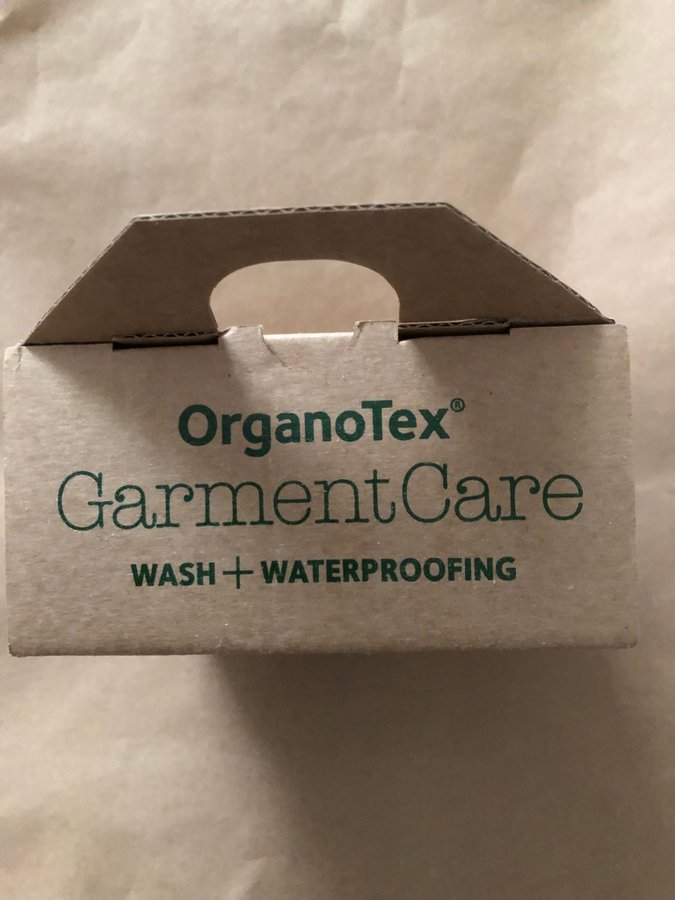 OrganoTex®
GarmentCare
WASH + WATERPROOFING